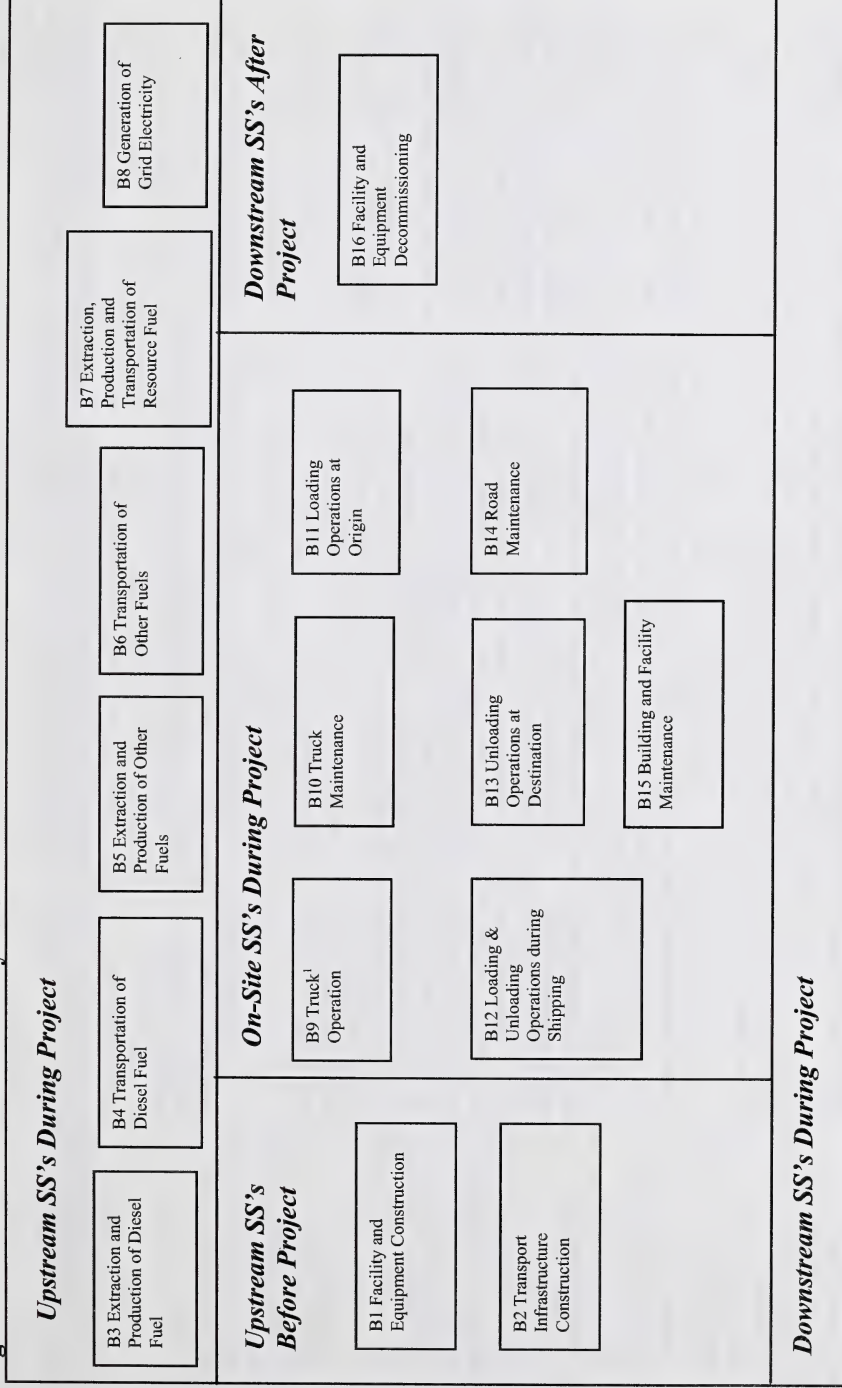 Upstream SS's During Project
B3 Extraction and
Production of Diesel
Fuel
B4 Transportation of
Diesel Fuel
B5 Extraction and
Production of Other
Fuels
B6 Transportation of
Other Fuels
B7 Extraction,
Production and
Transportation of
Resource Fuel
B8 Generation of
Grid Electricity
Upstream SS's
Before Project
B1 Facility and
Equipment Construction
B2 Transport
Infrastructure
Construction
On-Site SS's During Project
B9 Truck¹
Operation
B10 Truck
Maintenance
B11 Loading
Operations at
Origin
B12 Loading &
Unloading
Operations during
Shipping
B13 Unloading
Operations at
Destination
B14 Road
Maintenance
B15 Building and Facility
Maintenance
Downstream SS's After
Project
B16 Facility and
Equipment
Decommissioning
Downstream SS's During Project